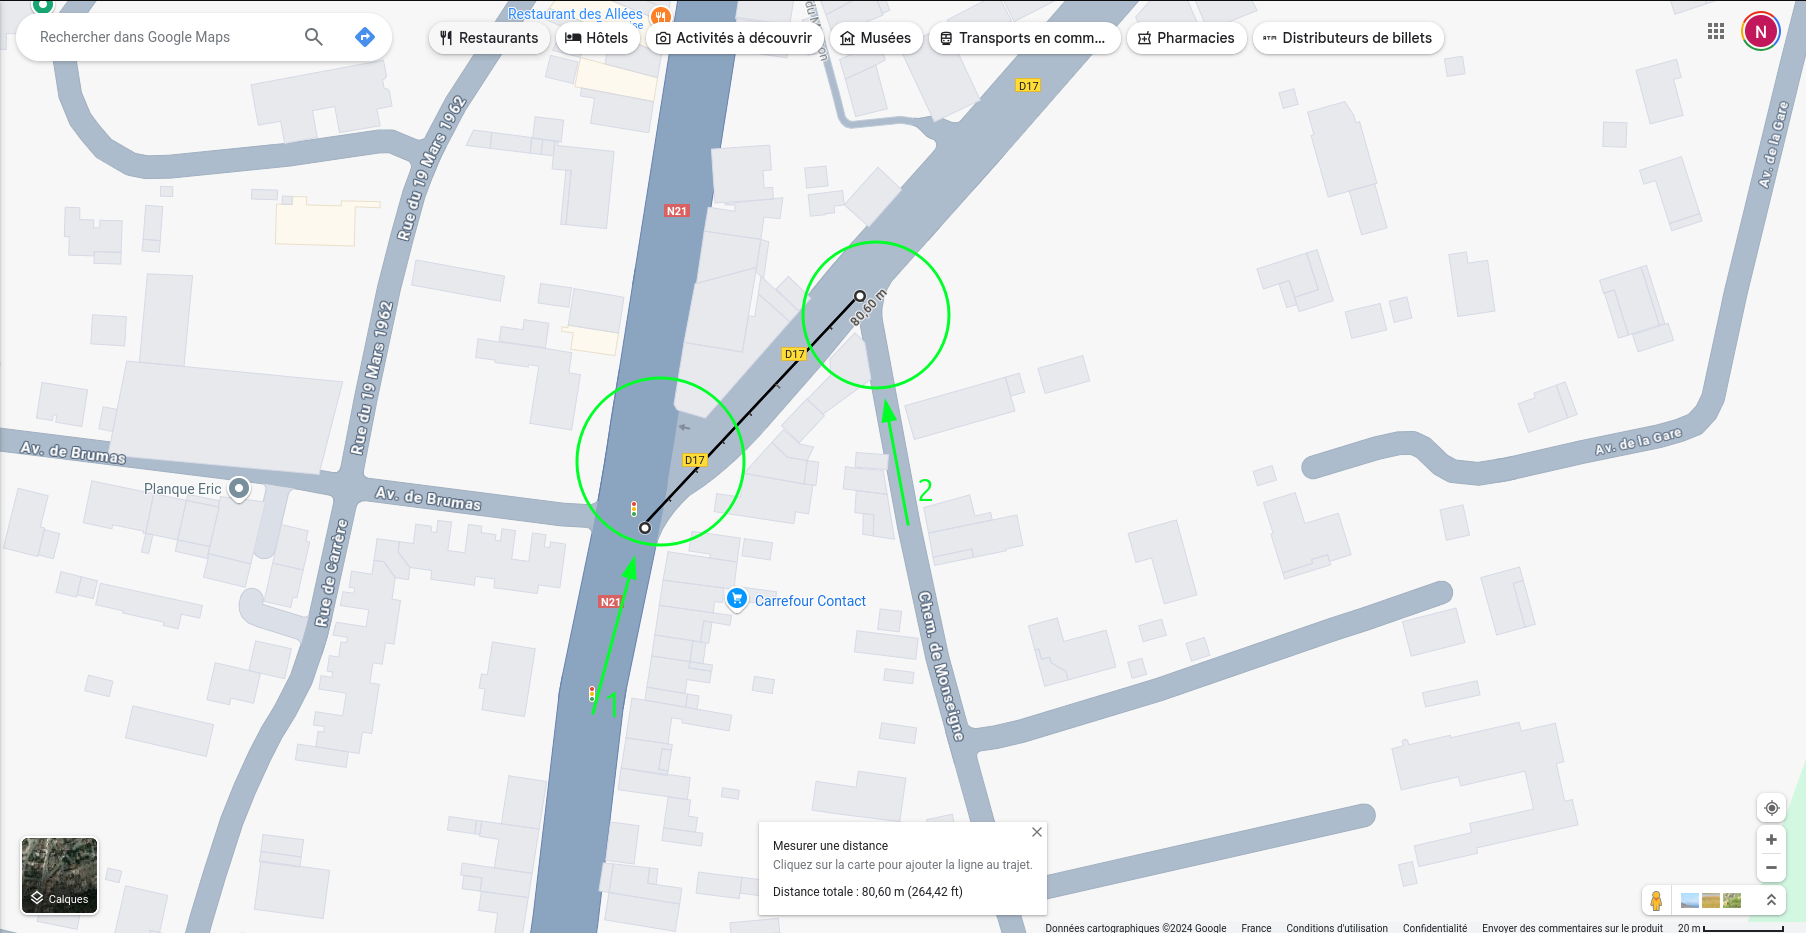 Restaurant des Allées
Rechercher dans Google Maps
Restaurants
Hôtels
Activités à découvrir
Musées
Transports en comm...
Pharmacies
Distributeurs de billets
N
D17
Rue du 19 Mars 1962
Av. de la Gare
N21
80,60 m
D17
Rue du 19 Mars 1962
Av. de Brumas
D17
Av. de la Gare
Planque Eric
Av. de Brumas
2
Rue de Carrère
N21
Carrefour Contact
Chem. de Monseigne
1
Mesurer une distance
Cliquez sur la carte pour ajouter la ligne au trajet.
Distance totale : 80,60 m (264,42 ft)
Calques
Données cartographiques ©2024 Google
France
Conditions d'utilisation
Confidentialité
Envoyer des commentaires sur le produit
20 m